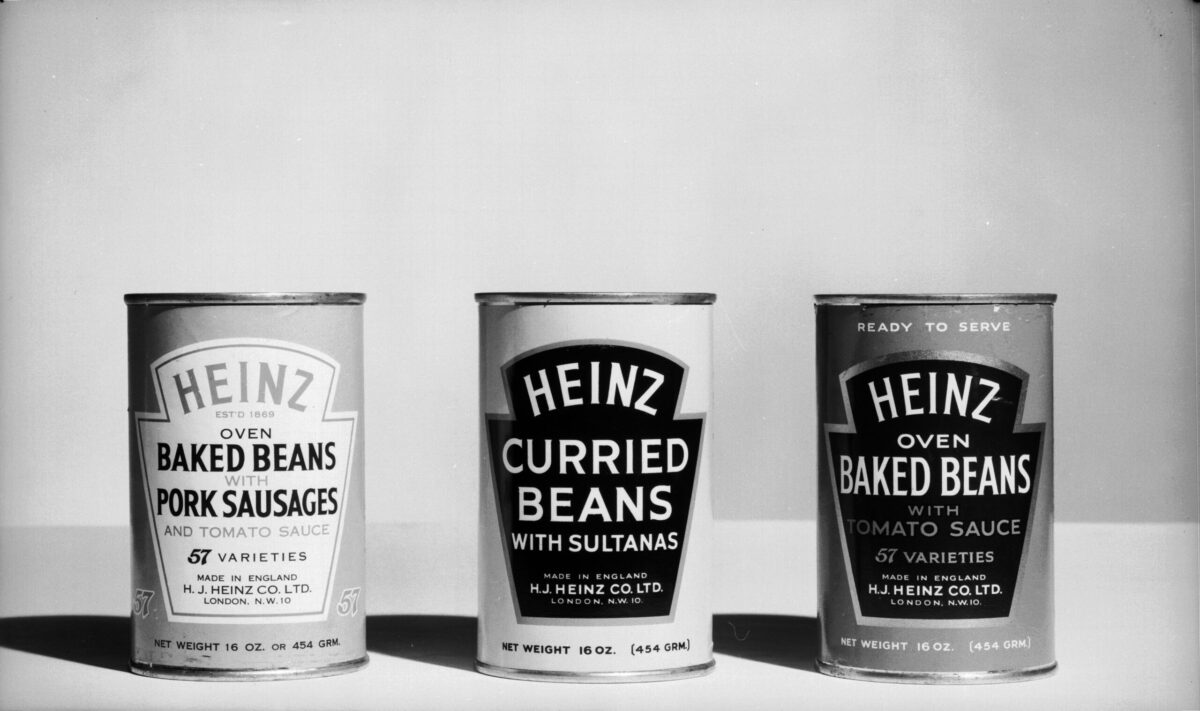 HEINZ
EST'D 1869
OVEN
BAKED BEANS
WITH
PORK SAUSAGES
AND TOMATO SAUCE
57 VARIETIES
MADE IN ENGLAND
H. J. HEINZ CO. LTD.
LONDON, N.W.10
57
57
NET WEIGHT 16 OZ. OR 454 GRM.
HEINZ
CURRIED
BEANS
WITH SULTANAS
MADE IN ENGLAND
H.J. HEINZ CO. LTD.
LONDON, N.W.10.
NET WEIGHT 16 OZ. (454 GRM.)
READY TO SERVE
HEINZ
OVEN
BAKED BEANS
WITH
TOMATO SAUCE
57 VARIETIES
MADE IN ENGLAND
H.J. HEINZ CO. LTD.
LONDON, N.W.10.
NET WEIGHT 16 OZ. (454 GRM.)